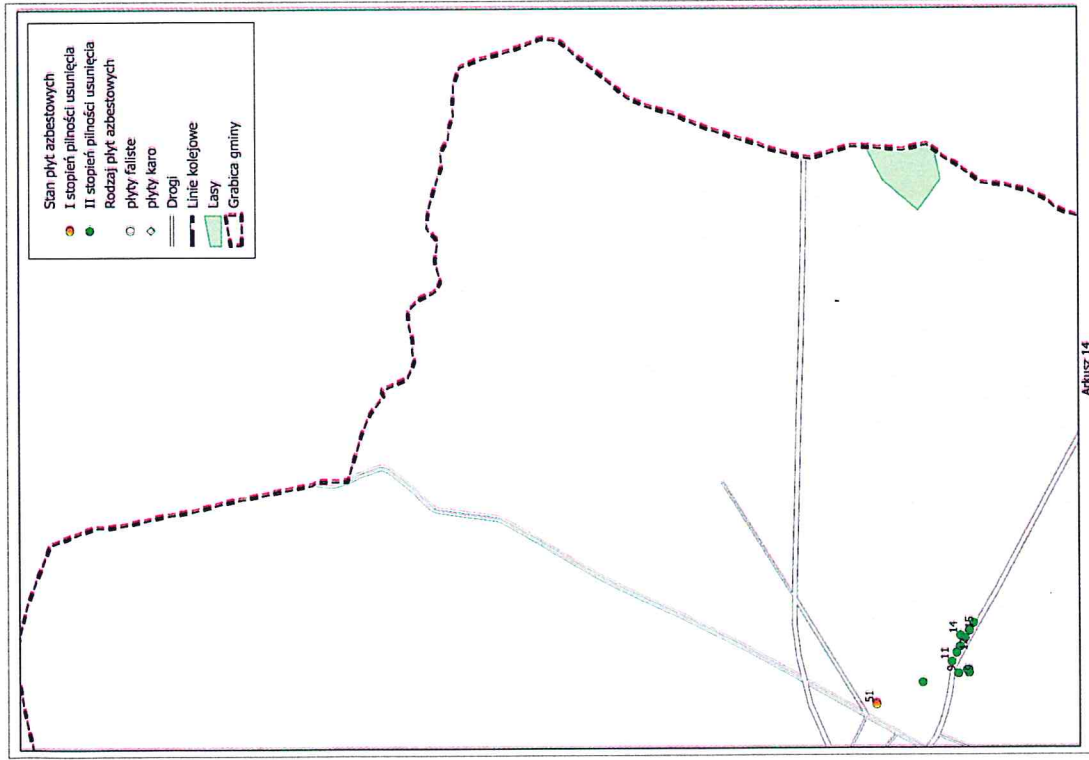 Stan płyt azbestowych
I stopień pilności usunięcia
II stopień pilności usunięcia
Rodzaj płyt azbestowych
płyty faliste
płyty karo
Drogi
Linie kolejowe
Lasy
Grabica gminy
51
11
14
9
Arkusz 14